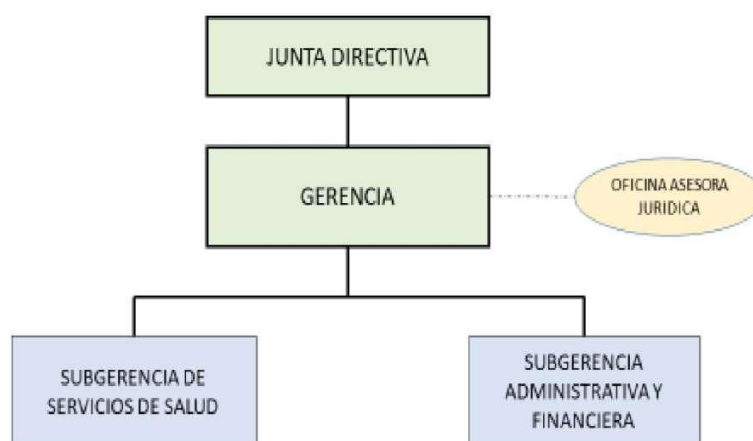 JUNTA DIRECTIVA
GERENCIA
OFICINA ASESORA
JURIDICA
SUBGERENCIA DE
SERVICIOS DE SALUD
SUBGERENCIA
ADMINISTRATIVA Y
FINANCIERA